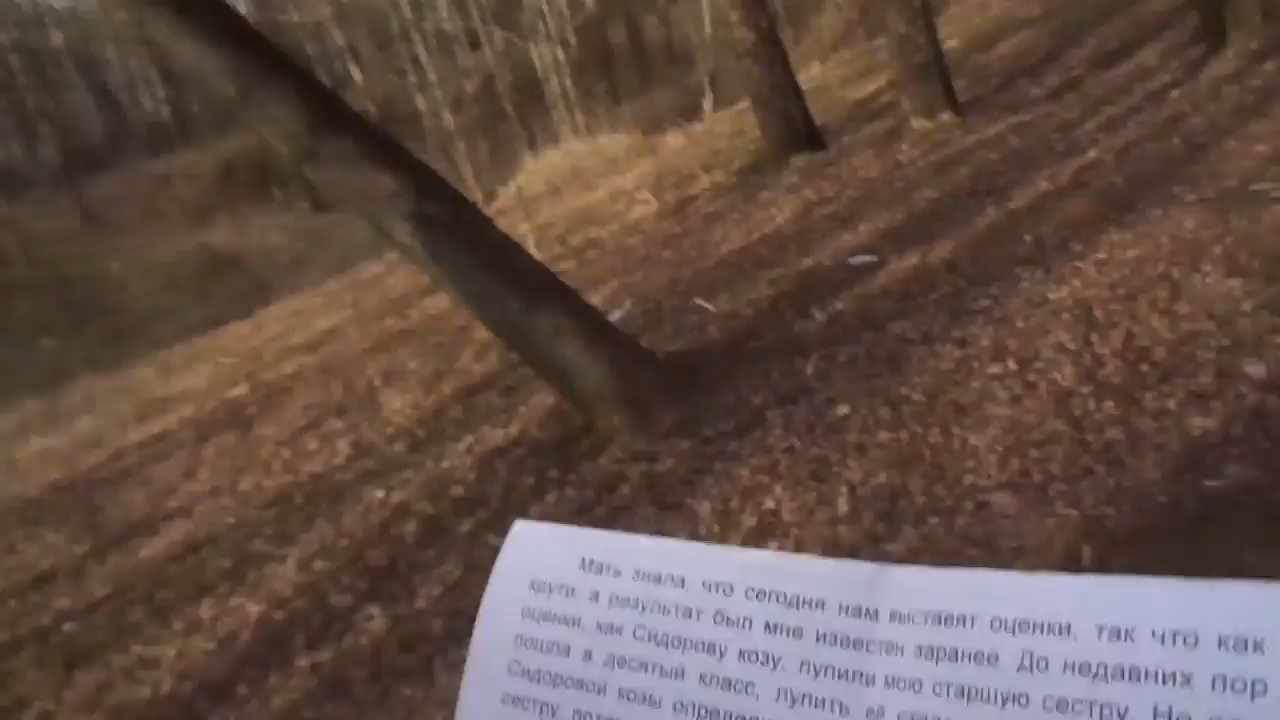 Мать знала, что сегодня нам выставят оценки, так что как
крути, а результат был мне известен заранее. До недавних пор
оценки, как Сидорову козу, лупили мою старшую сестру. Но
пошла в десятый класс, лупить её
Сидоровой козы
сестру,